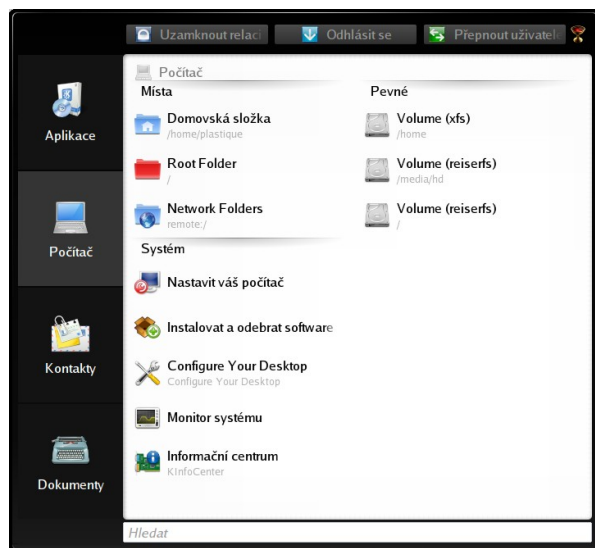 Uzamknout relaci
Odhlásit se
Přepnout uživatele
Aplikace
Počítač
Kontakty
Dokumenty
Počítač
Místa
Domovská složka
/home/plastique
Root Folder
/
Network Folders
remote:/
Pevné
Volume (xfs)
/home
Volume (reiserfs)
/media/hd
Volume (reiserfs)
/
Systém
Nastavit váš počítač
Instalovat a odebrat software
Configure Your Desktop
Configure Your Desktop
Monitor systému
Informační centrum
KInfoCenter
Hledat